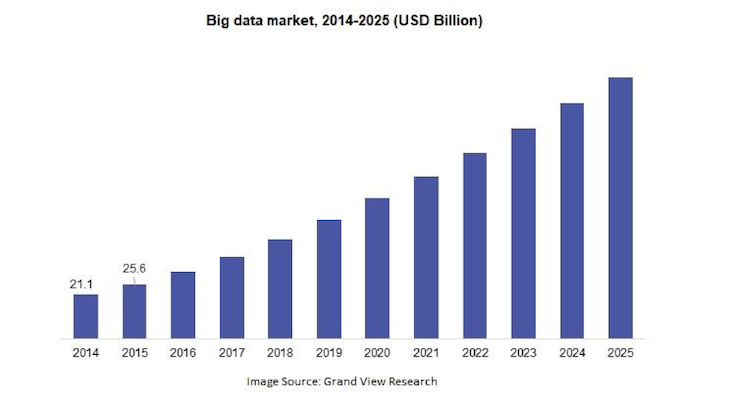 Big data market, 2014-2025 (USD Billion)
21.1
25.6
2014 2015 2016 2017 2018 2019 2020 2021 2022 2023 2024 2025
Image Source: Grand View Research